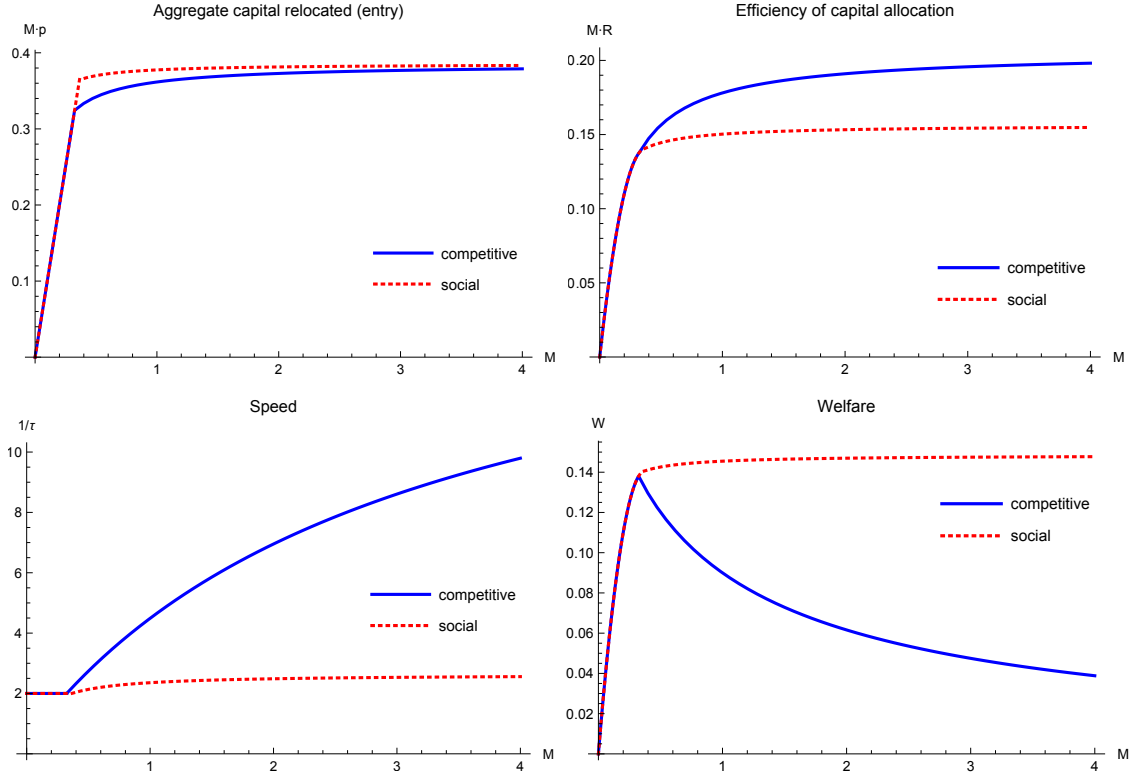 Aggregate capital relocated (entry)
M·p
0.4
0.3
0.2
0.1
competitive
social
1
2
3
4
M
Efficiency of capital allocation
M·R
0.20
0.15
0.10
0.05
competitive
social
1
2
3
4
M
Speed
1/τ
10
8
6
4
2
competitive
social
1
2
3
4
M
Welfare
W
0.14
0.12
0.10
0.08
0.06
0.04
0.02
competitive
social
1
2
3
4
M